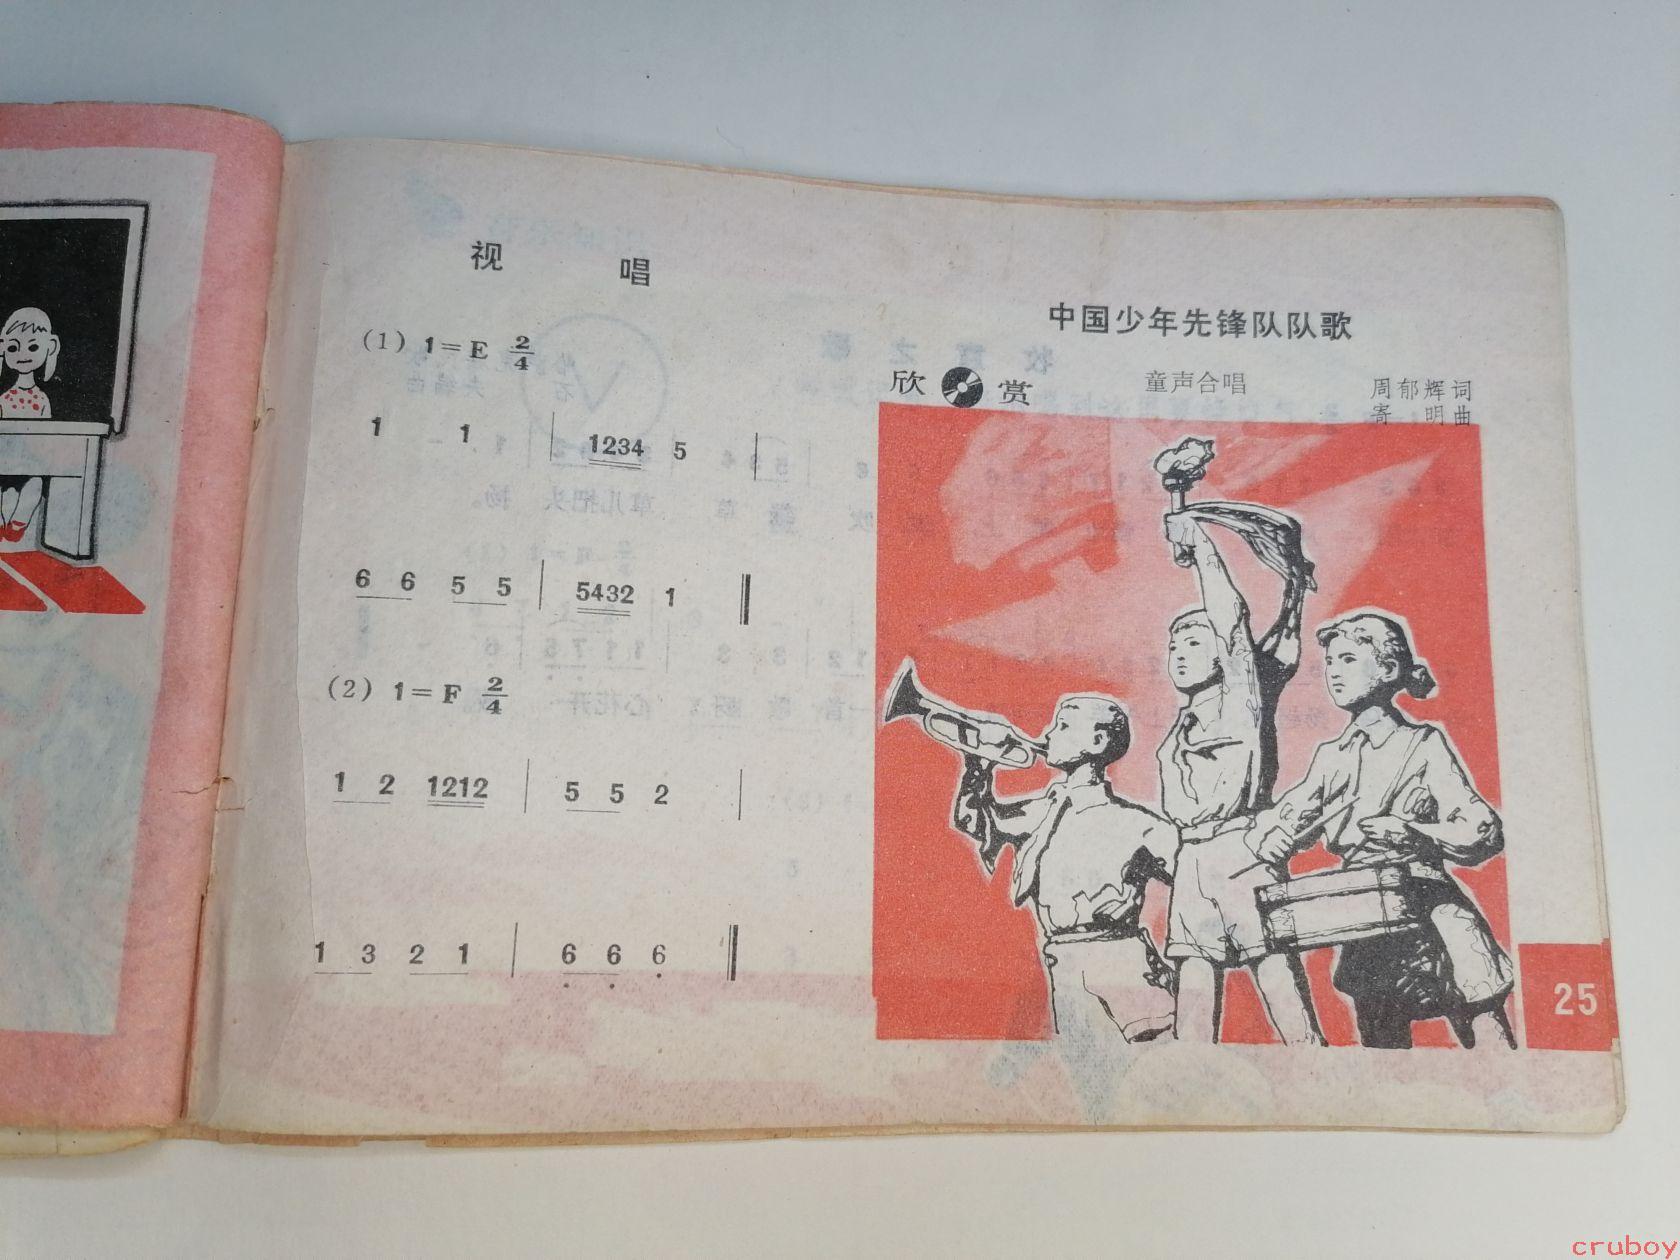 视 唱
(1) 1=E 2/4
1 1 | 1234 5 |
6 6 5 5 | 5432 1 ‖
(2) 1=F 2/4
1 2 1212 | 5 5 2 |
1 3 2 1 | 6 6 6 ‖
中国少年先锋队队歌
欣 赏
童声合唱
周郁辉词
寄 明曲
25
cruboy